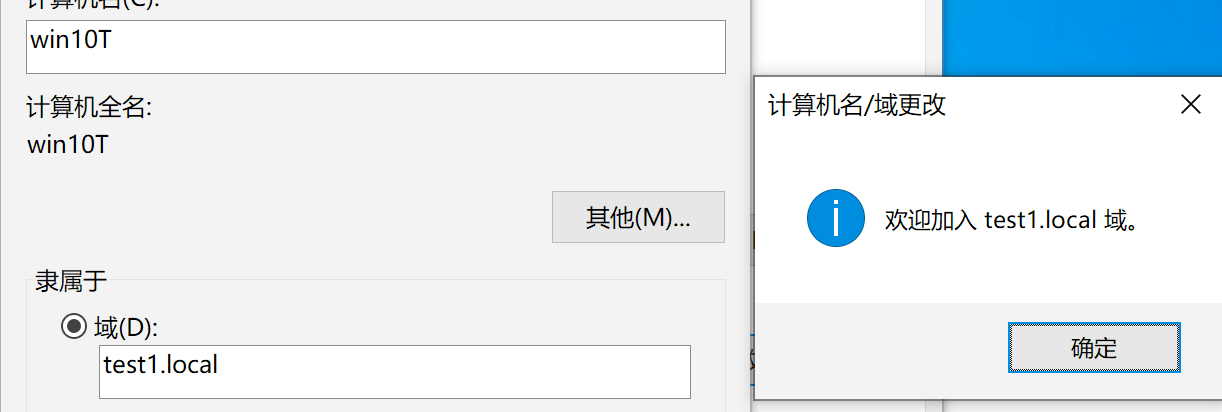 计算机名(C):
win10T
计算机全名:
win10T
其他(M)...
隶属于
域(D):
test1.local
计算机名/域更改
欢迎加入 test1.local 域。
确定